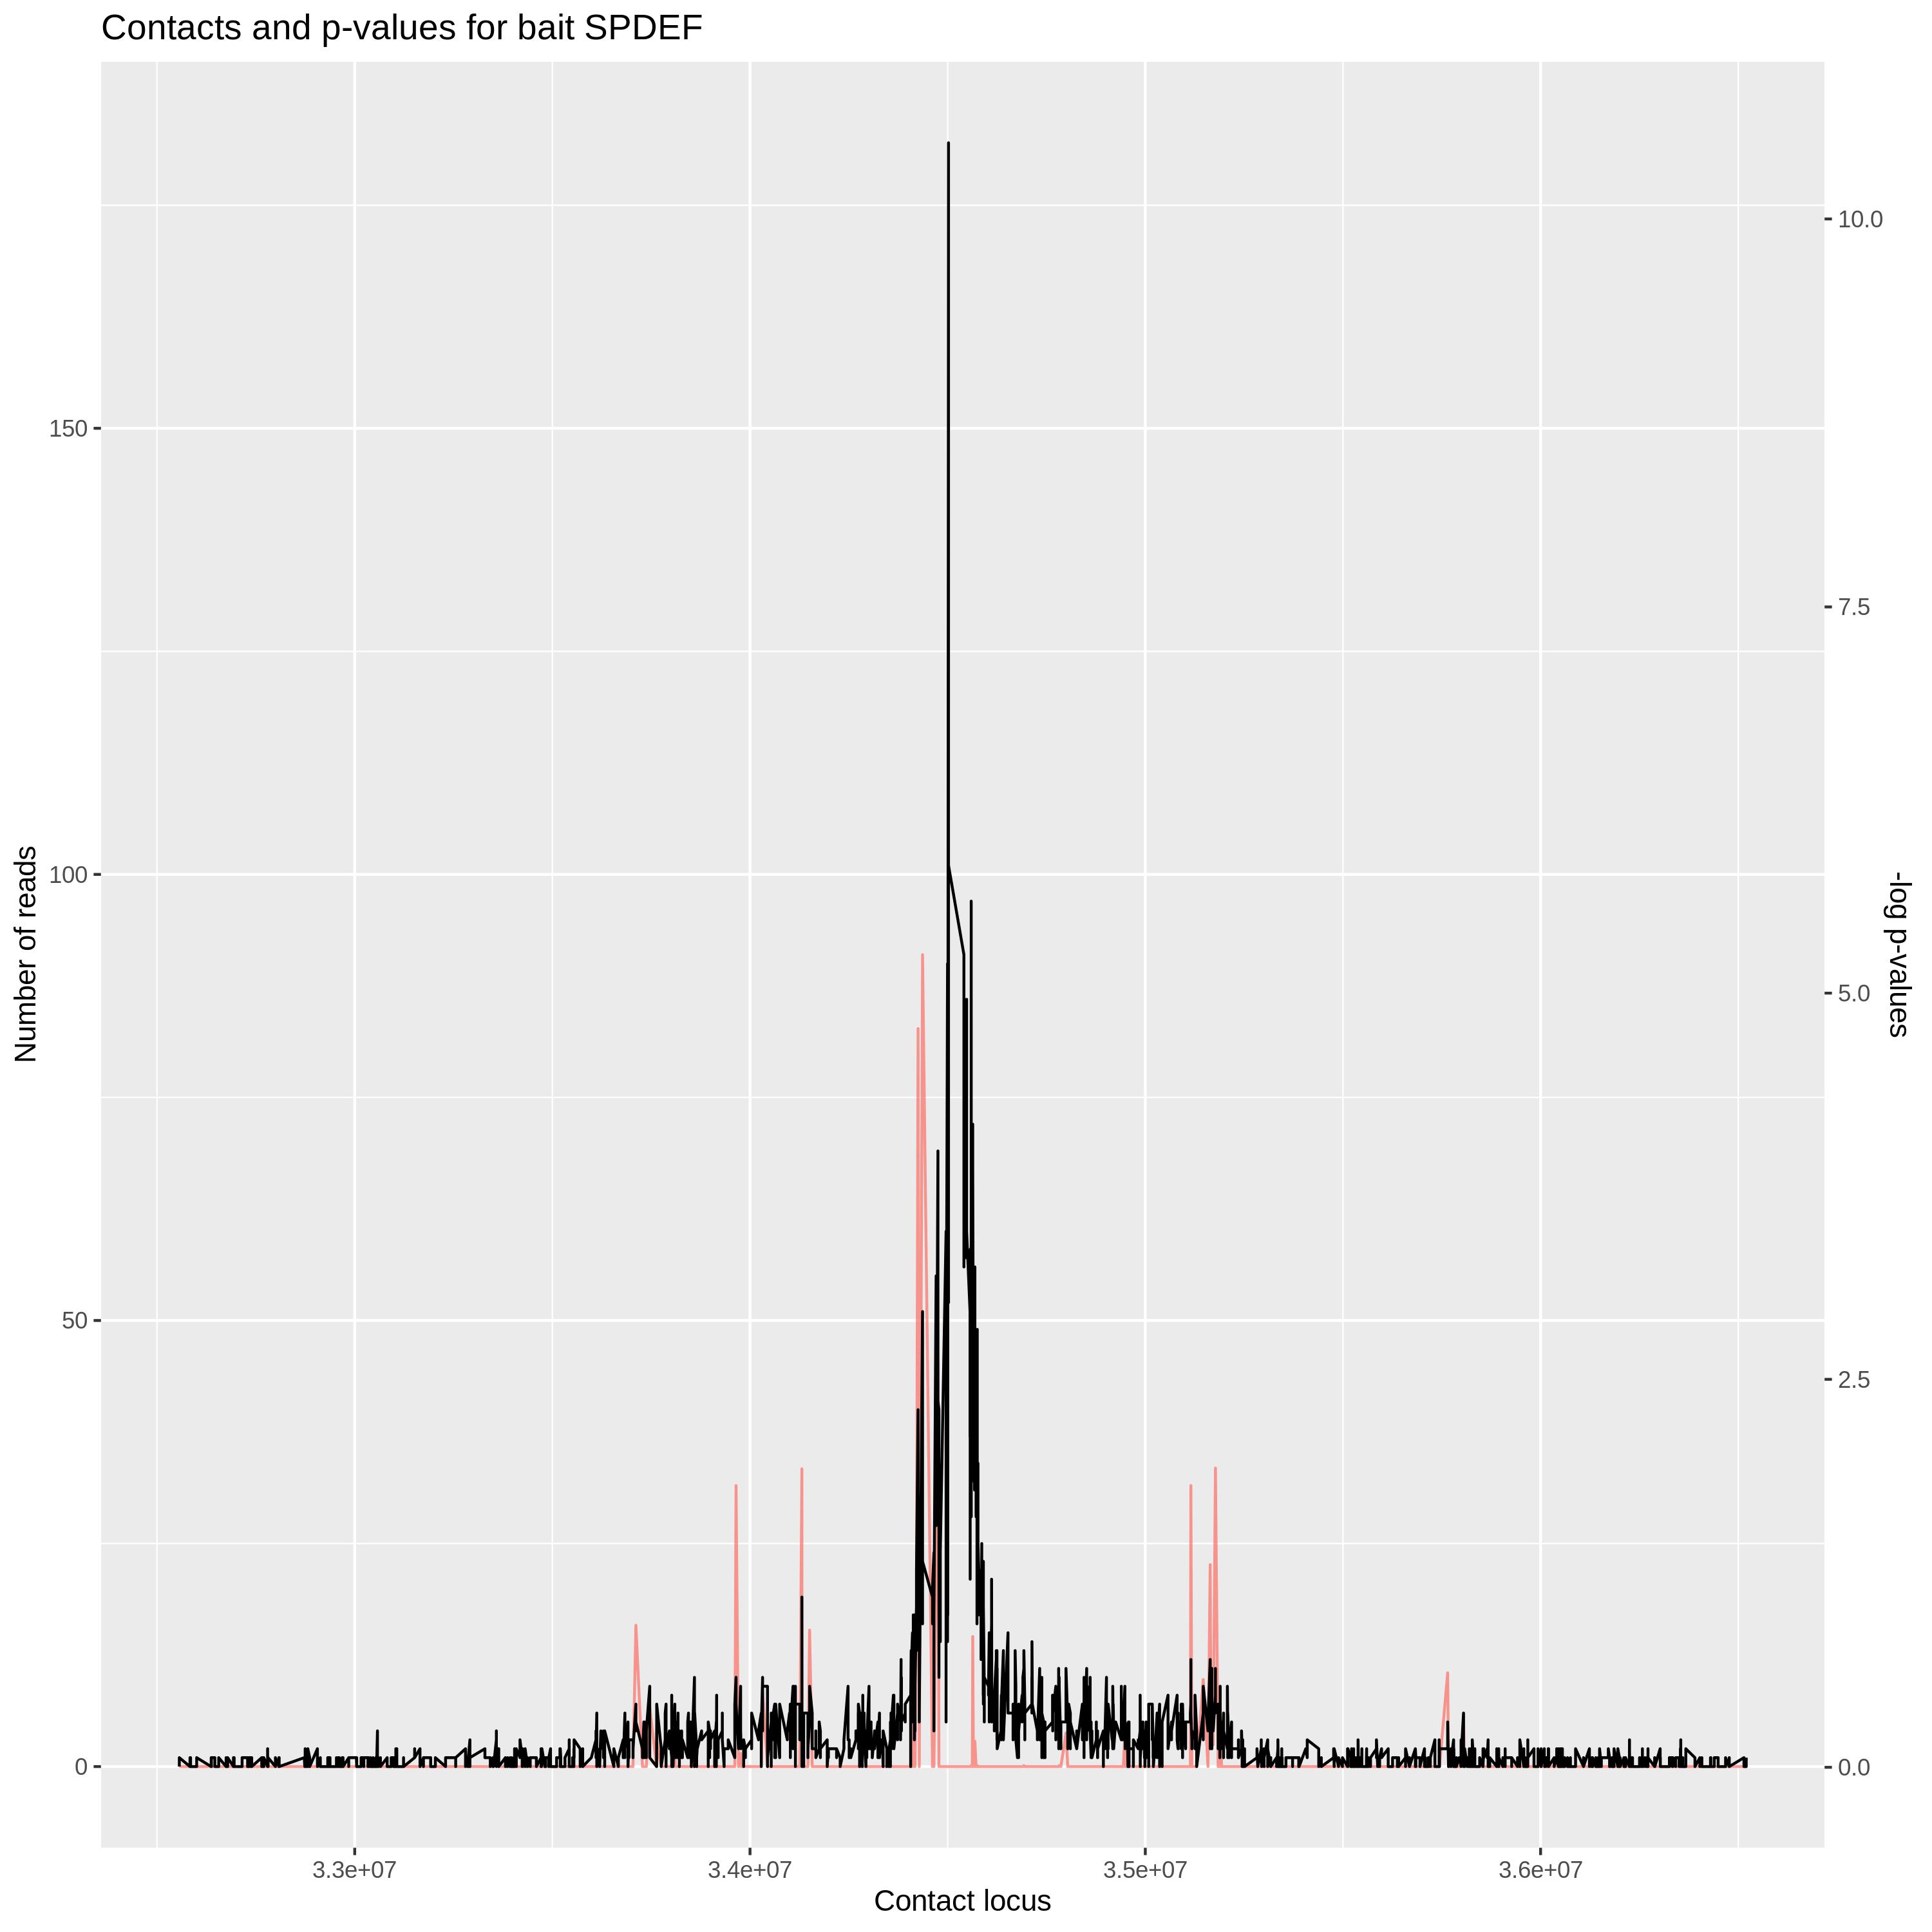 Contacts and p-values for bait SPDEF
Number of reads
150
100
50
0
10.0
7.5
5.0
2.5
0.0
-log p-values
3.3e+07 3.4e+07 3.5e+07 3.6e+07
Contact locus